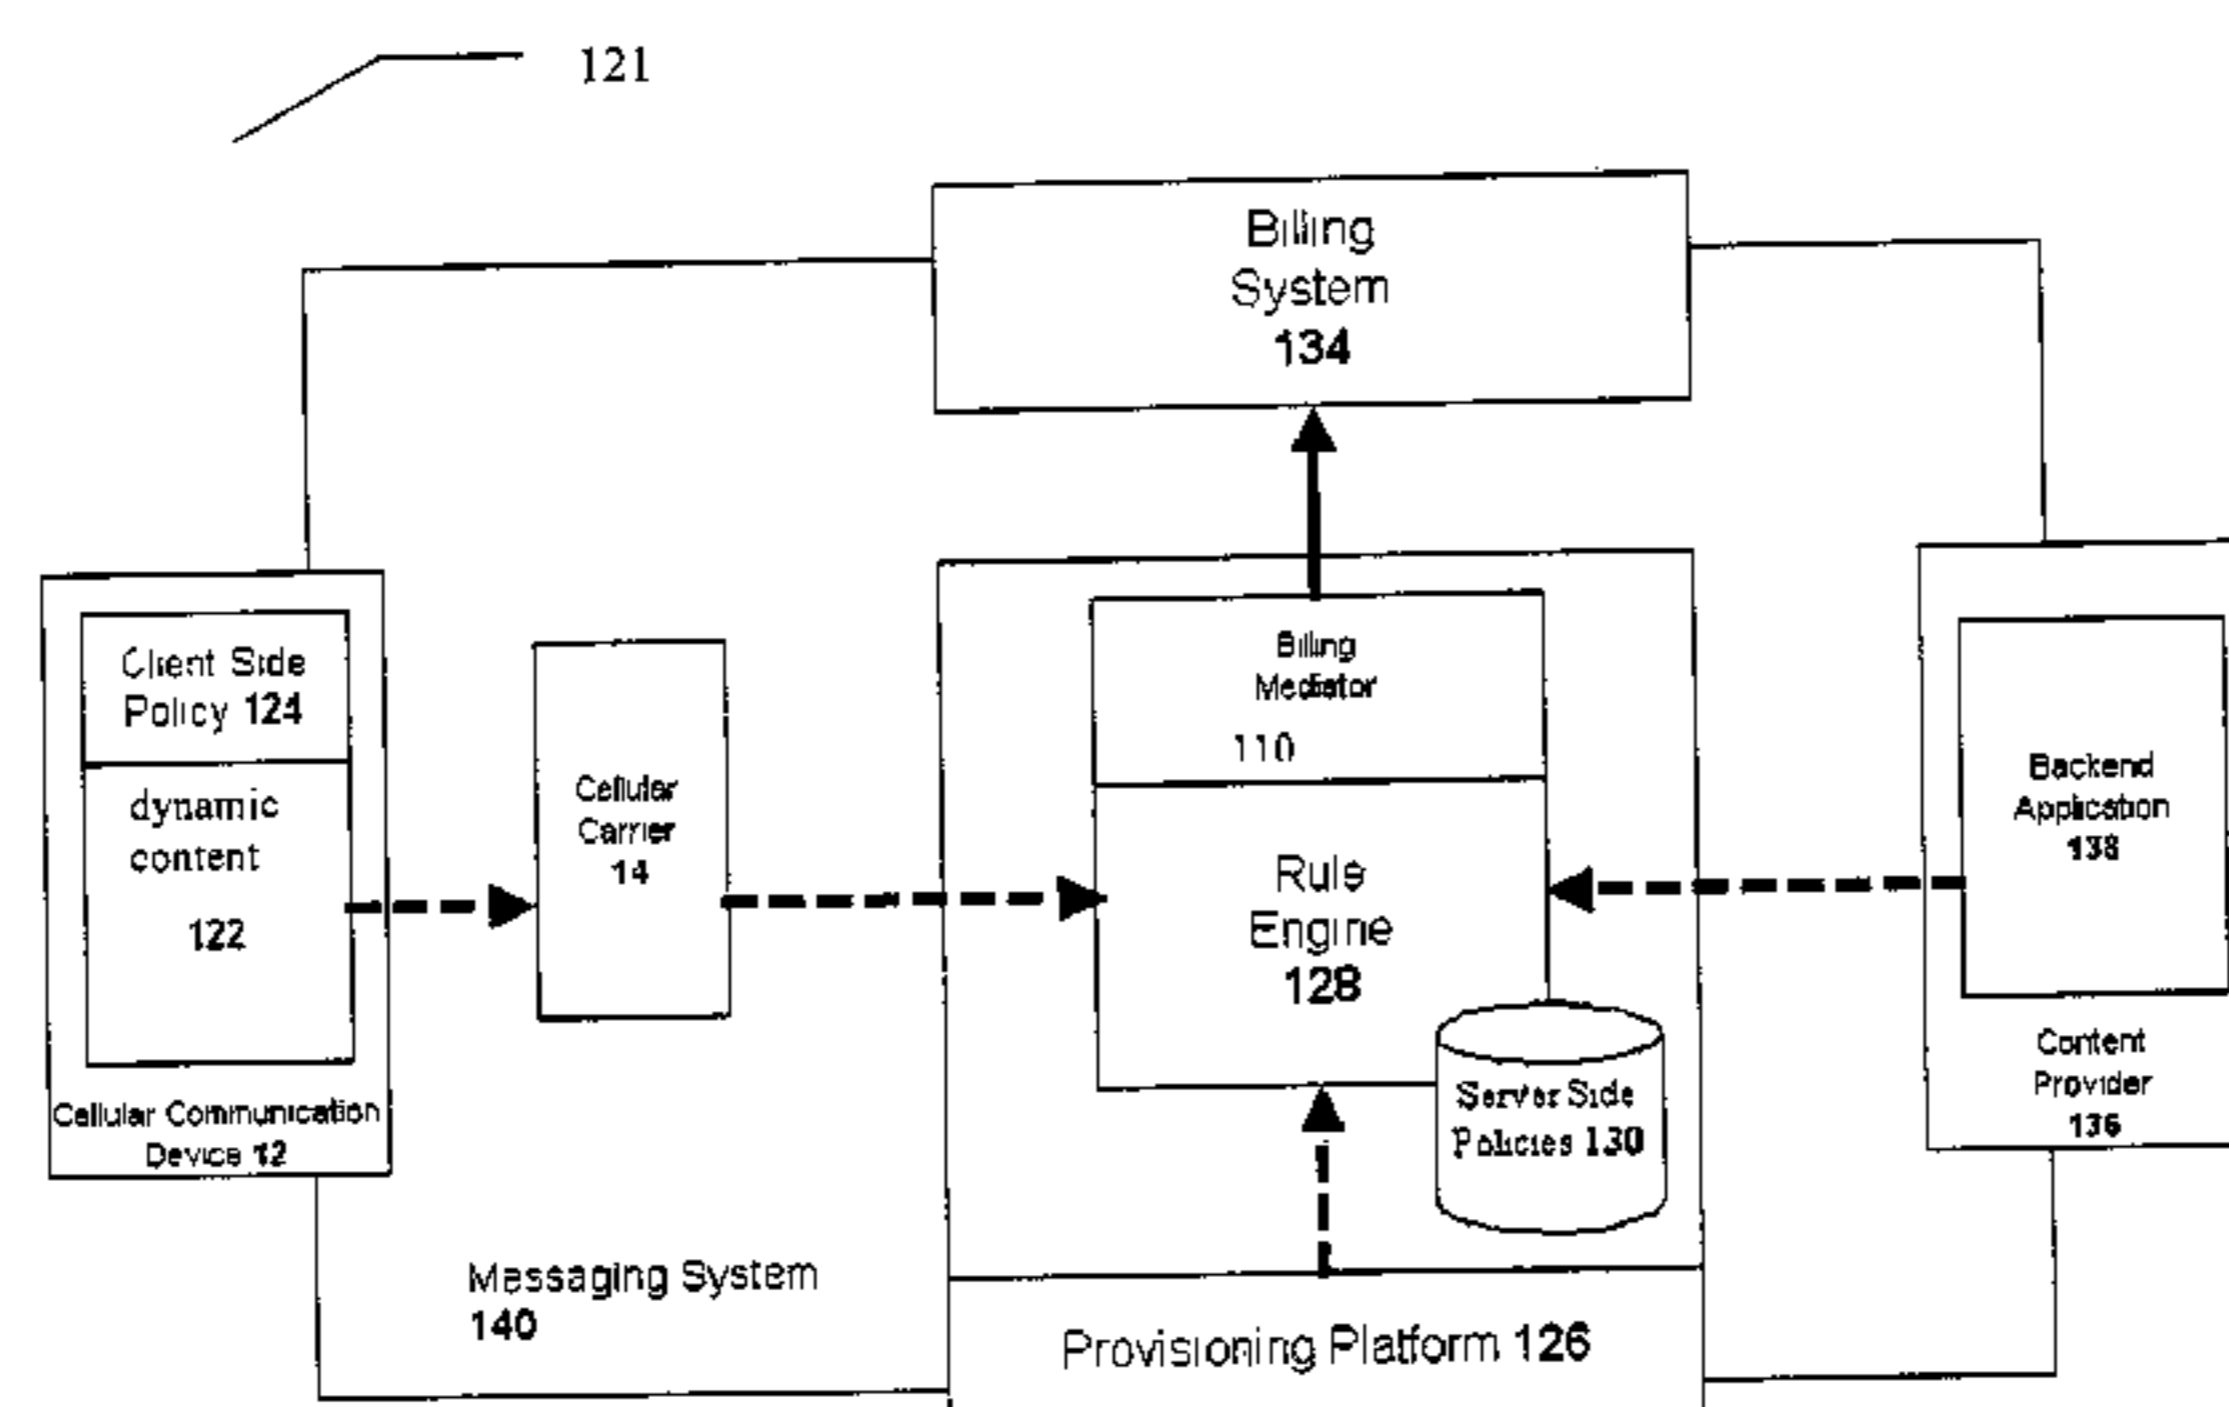 121
Billing
System
134
Client Side
Policy 124
dynamic
content
122
Cellular Communication
Device 12
Cellular
Carrier
14
Billing
Mediator
110
Rule
Engine
128
Server Side
Policies 130
Backend
Application
138
Content
Provider
136
Messaging System
140
Provisioning Platform 126